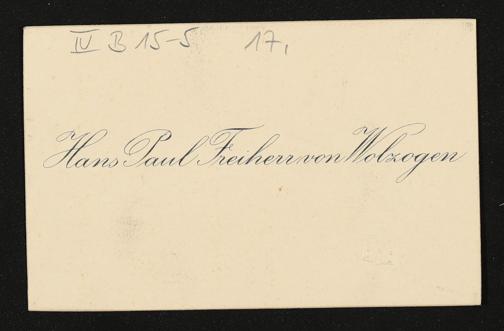 IV B 15-5 17,
Hans Paul Freiherr von Wolzogen